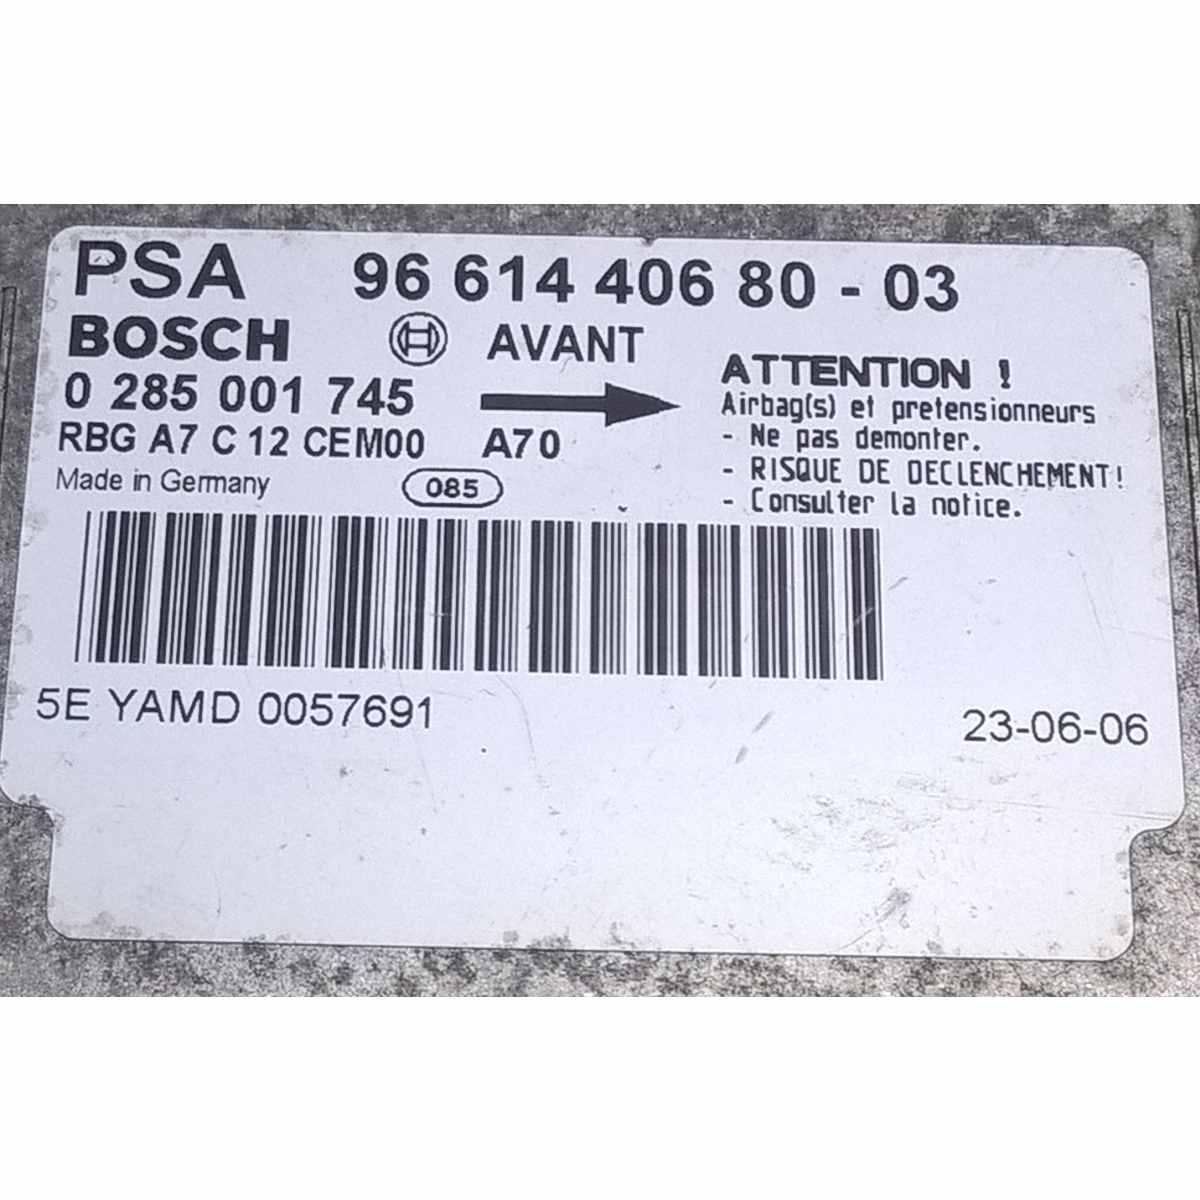 PSA 96 614 406 80 - 03
BOSCH AVANT
0 285 001 745
RBG A7 C 12 CEM00 A70
Made in Germany 085
ATTENTION !
Airbag(s) et pretensionneurs
- Ne pas demonter.
- RISQUE DE DECLENCHEMENT!
- Consulter la notice.
5E YAMD 0057691
23-06-06